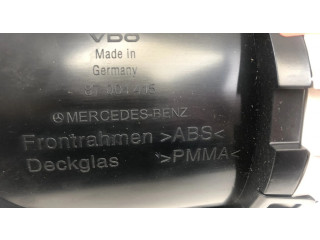 VDO
Made in
Germany
MERCEDES-BENZ
Frontrahmen >ABS<
Deckglas >PMMA<